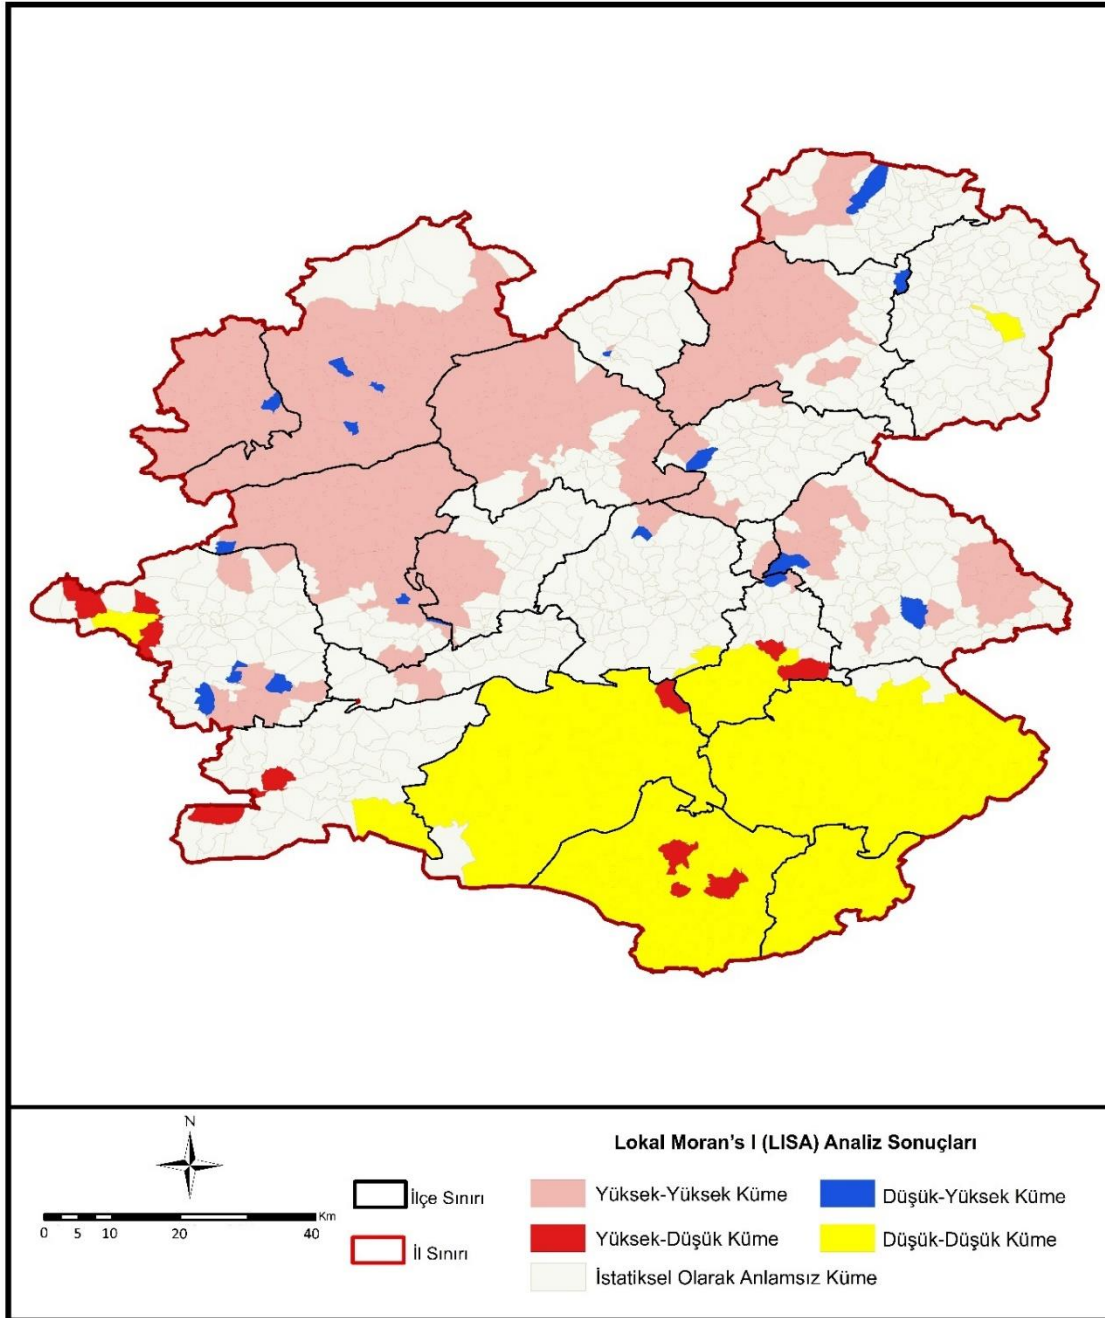 N
0 5 10 20 40 Km
İlçe Sınırı
İl Sınırı
Lokal Moran's I (LISA) Analiz Sonuçları
Yüksek-Yüksek Küme
Düşük-Yüksek Küme
Yüksek-Düşük Küme
Düşük-Düşük Küme
İstatiksel Olarak Anlamsız Küme